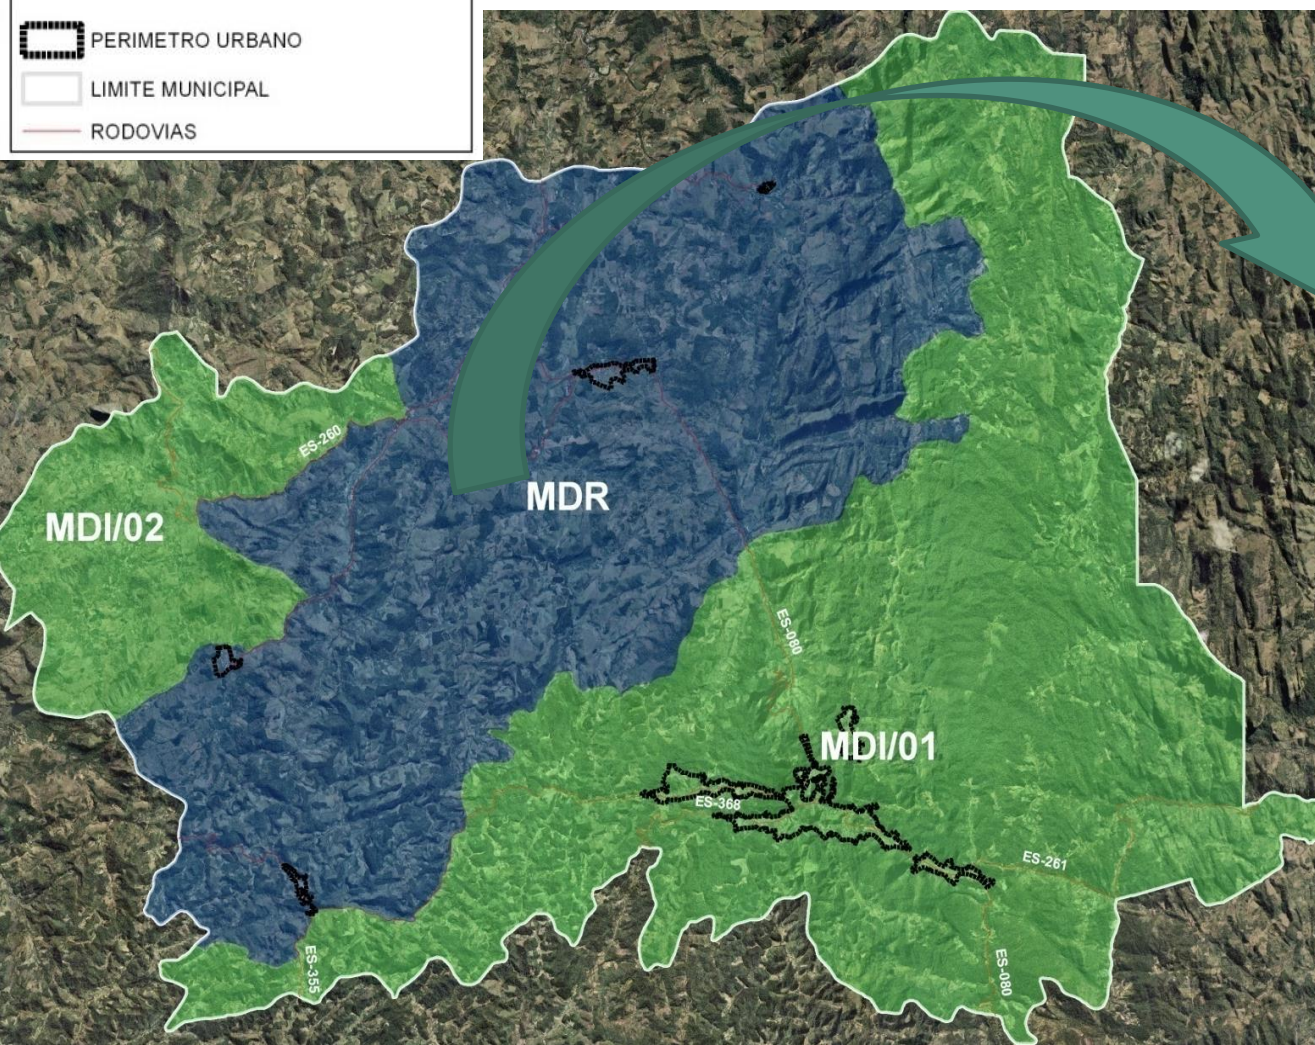 PERIMETRO URBANO
LIMITE MUNICIPAL
RODOVIAS
ES-260
MDR
MDI/02
ES-080
MDI/01
ES-368
ES-261
ES-355
ES-080